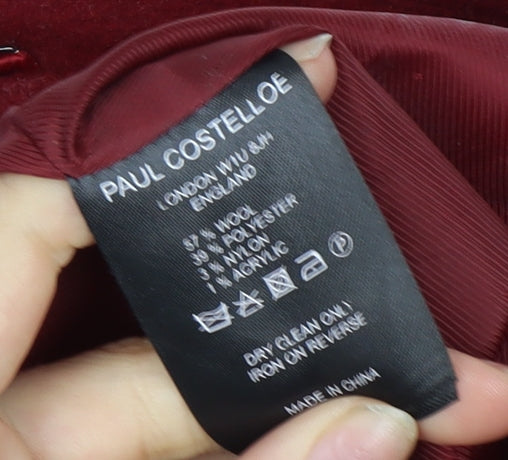 PAUL COSTELLOE
LONDON W1U 8JH
ENGLAND
57 % WOOL
39 % POLYESTER
3 % NYLON
1 % ACRYLIC
P
DRY CLEAN ONLY
IRON ON REVERSE
MADE IN CHINA